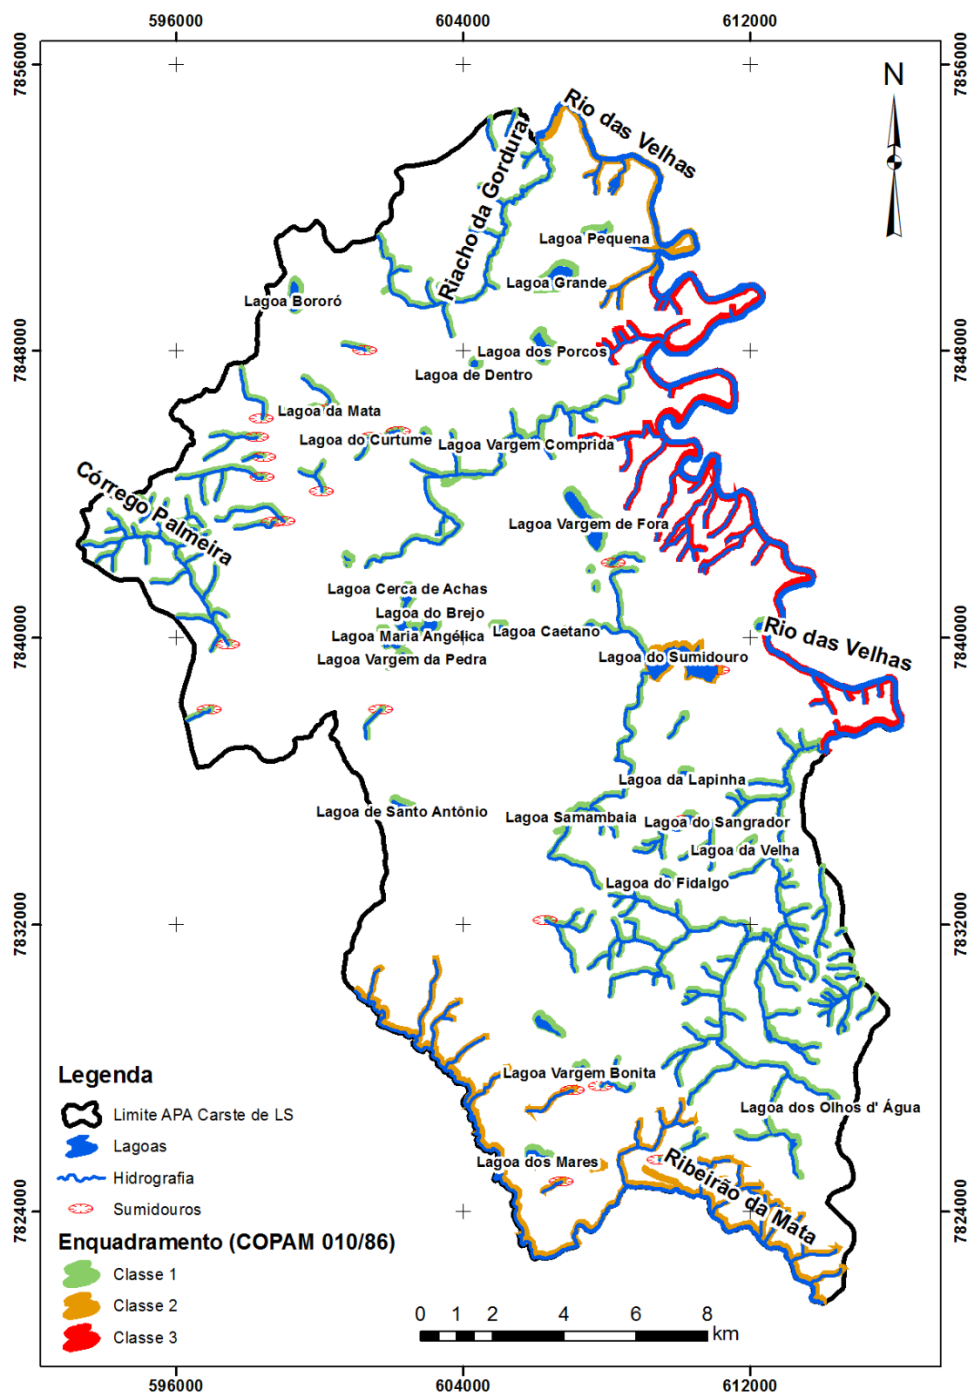 596000
604000
612000
7856000
7856000
N
Rio das Velhas
Riacho da Gordura
Lagoa Pequena
Lagoa Grande
Lagoa Bororó
7848000
7848000
Lagoa dos Porcos
Lagoa de Dentro
Lagoa da Mata
Lagoa do Curtume
Lagoa Vargem Comprida
Córrego Palmeira
Lagoa Vargem de Fora
Lagoa Cerca de Achas
Lagoa do Brejo
Lagoa Maria Angélica
Lagoa Caetano
Rio das Velhas
7840000
7840000
Lagoa Vargem da Pedra
Lagoa do Sumidouro
Lagoa da Lapinha
Lagoa de Santo Antônio
Lagoa Samambaia
Lagoa do Sangrador
Lagoa da Velha
Lagoa do Fidalgo
7832000
7832000
Lagoa Vargem Bonita
Lagoa dos Olhos d' Água
Lagoa dos Mares
Ribeirão da Mata
7824000
7824000
Legenda
Limite APA Carste de LS
Lagoas
Hidrografia
Sumidouros
Enquadramento (COPAM 010/86)
Classe 1
Classe 2
Classe 3
0 1 2 4 6 8
km
596000
604000
612000